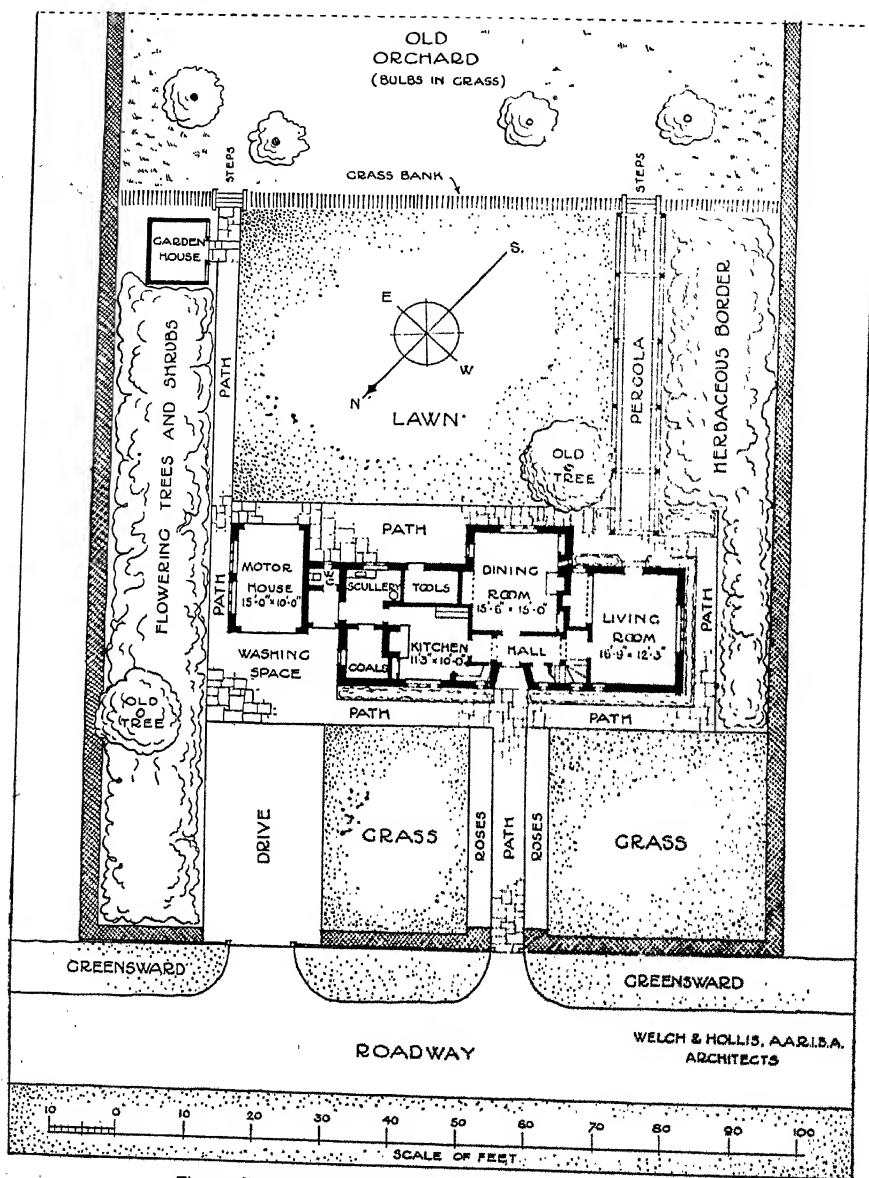 OLD
ORCHARD
(BULBS IN GRASS)
STEPS
GRASS BANK
STEPS
GARDEN
HOUSE
S.
E
W
N
LAWN
PATH
FLOWERING TREES AND SHRUBS
PERGOLA
HERBACEOUS BORDER
OLD
TREE
PATH
MOTOR
HOUSE
15'-0" × 10'-0"
SCULLERY
TOOLS
DINING
ROOM
15'-6" × 15'-0"
LIVING
ROOM
16'-9" × 12'-3"
PATH
PATH
WASHING
SPACE
COALS
KITCHEN
11'-3" × 10'-0"
HALL
OLD
TREE
PATH
PATH
DRIVE
GRASS
ROSES
PATH
ROSES
GRASS
GREENSWARD
GREENSWARD
ROADWAY
WELCH & HOLLIS, A.A.R.I.B.A.
ARCHITECTS
10 0 10 20 30 40 50 60 70 80 90 100
SCALE OF FEET